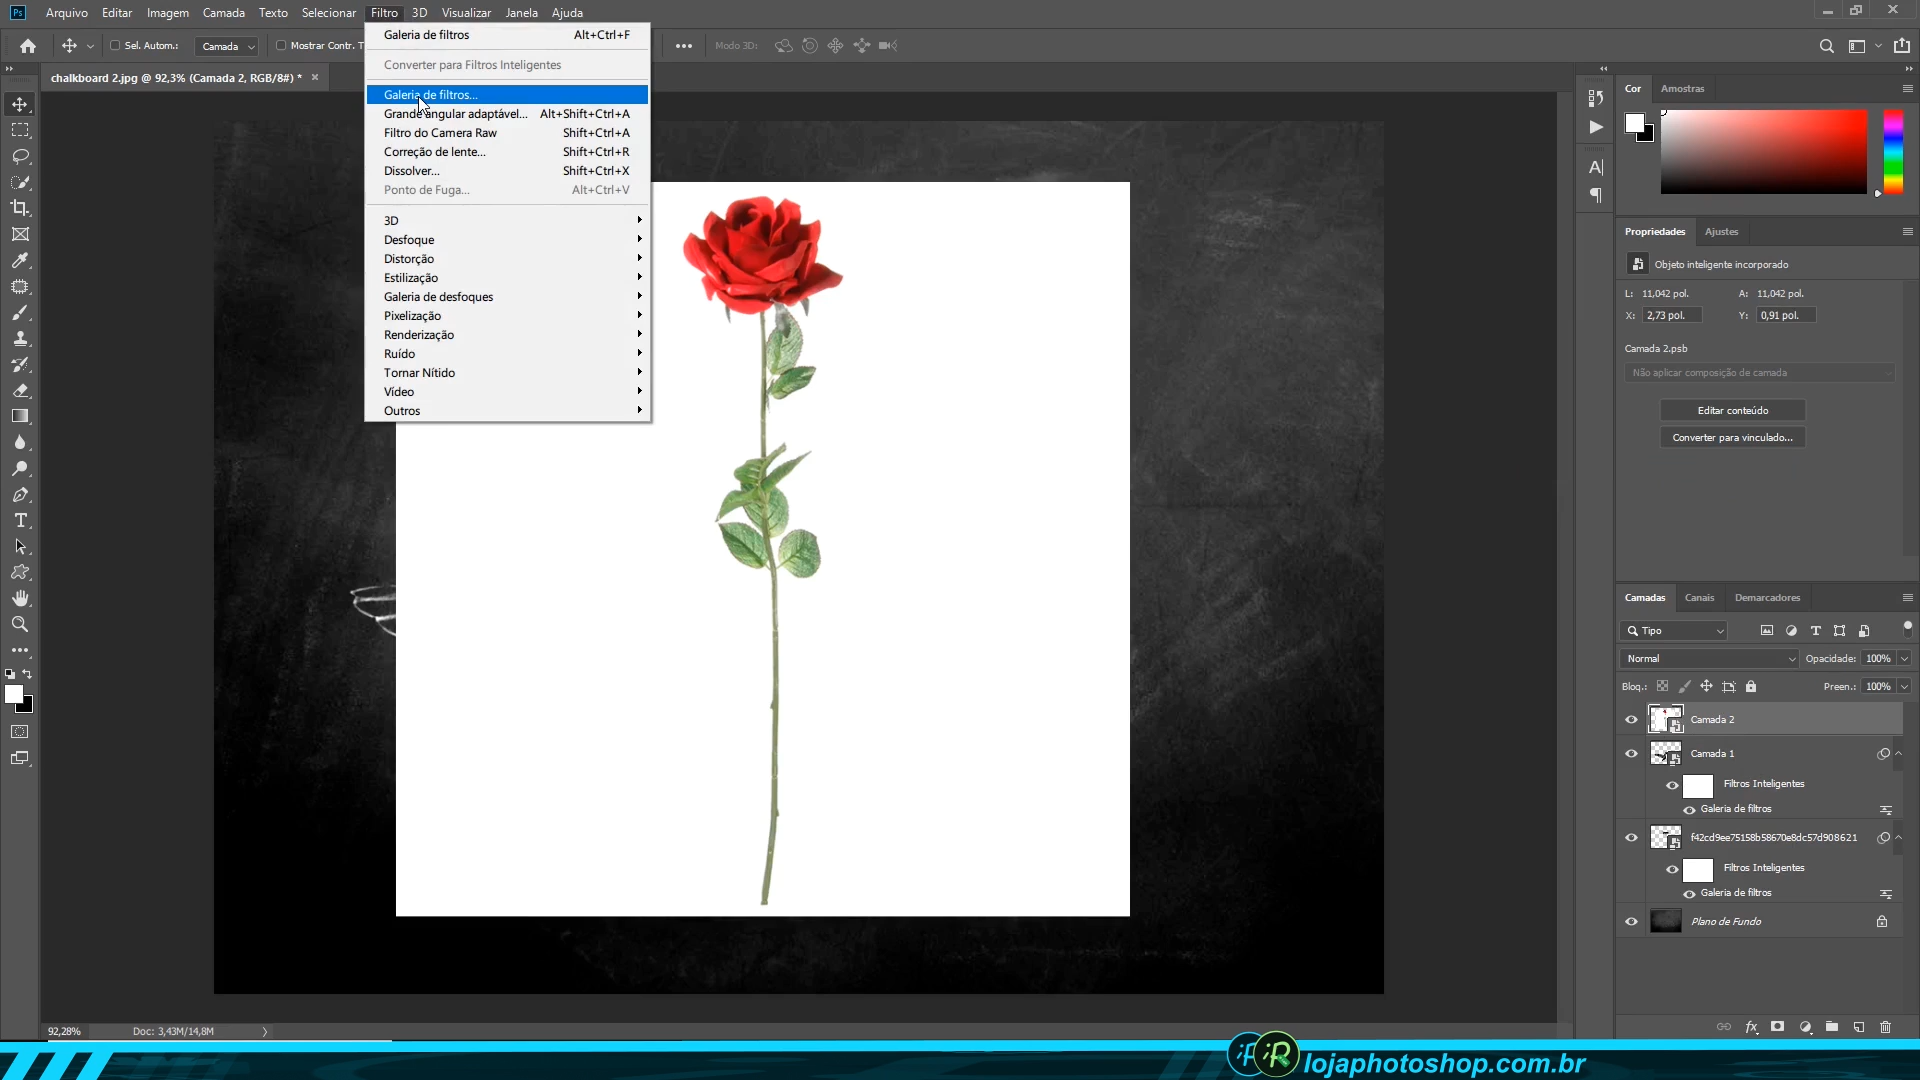 Ps Arquivo Editar Imagem Camada Texto Selecionar Filtro 3D Visualizar Janela Ajuda
Sel. Autom.: Camada Mostrar Contr. T Modo 3D:
chalkboard 2.jpg @ 92,3% (Camada 2, RGB/8#) * ×
Galeria de filtros Alt+Ctrl+F
Converter para Filtros Inteligentes
Galeria de filtros...
Grande angular adaptável... Alt+Shift+Ctrl+A
Filtro do Camera Raw Shift+Ctrl+A
Correção de lente... Shift+Ctrl+R
Dissolver... Shift+Ctrl+X
Ponto de Fuga... Alt+Ctrl+V
3D
Desfoque
Distorção
Estilização
Galeria de desfoques
Pixelização
Renderização
Ruído
Tornar Nítido
Vídeo
Outros
Cor Amostras
Propriedades Ajustes
Objeto inteligente incorporado
L: 11,042 pol. A: 11,042 pol.
X: 2,73 pol. Y: 0,91 pol.
Camada 2.psb
Não aplicar composição de camada
Editar conteúdo
Converter para vinculado...
Camadas Canais Demarcadores
Tipo
Normal Opacidade: 100%
Bloq.: Preen.: 100%
Camada 2
Camada 1
Filtros Inteligentes
Galeria de filtros
f42cd9ee75158b58670e8dc57d908621
Filtros Inteligentes
Galeria de filtros
Plano de Fundo
fx
92,28% Doc: 3,43M/14,8M
iR lojaphotoshop.com.br